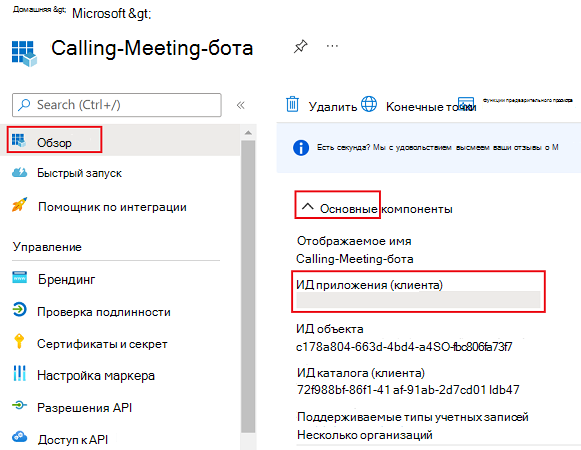 Домашняя &gt;
Microsoft &gt;
Calling-Meeting-бота
Search (Ctrl+/)
Обзор
Быстрый запуск
Помощник по интеграции
Управление
Брендинг
Проверка подлинности
Сертификаты и секрет
Настройка маркера
Разрешения API
Доступ к API
Удалить
Конечные точки
Функции предварительного просмотра
Есть секунда? Мы с удовольствием высмеем ваши отзывы о M
Основные компоненты
Отображаемое имя
Calling-Meeting-бота
ИД приложения (клиента)
ИД объекта
c178a804-663d-4bd4-a4SO-fbc806fa73f7
ИД каталога (клиента)
72f988bf-86f1-41 af-91ab-2d7cd01 ldb47
Поддерживаемые типы учетных записей
Несколько организаций